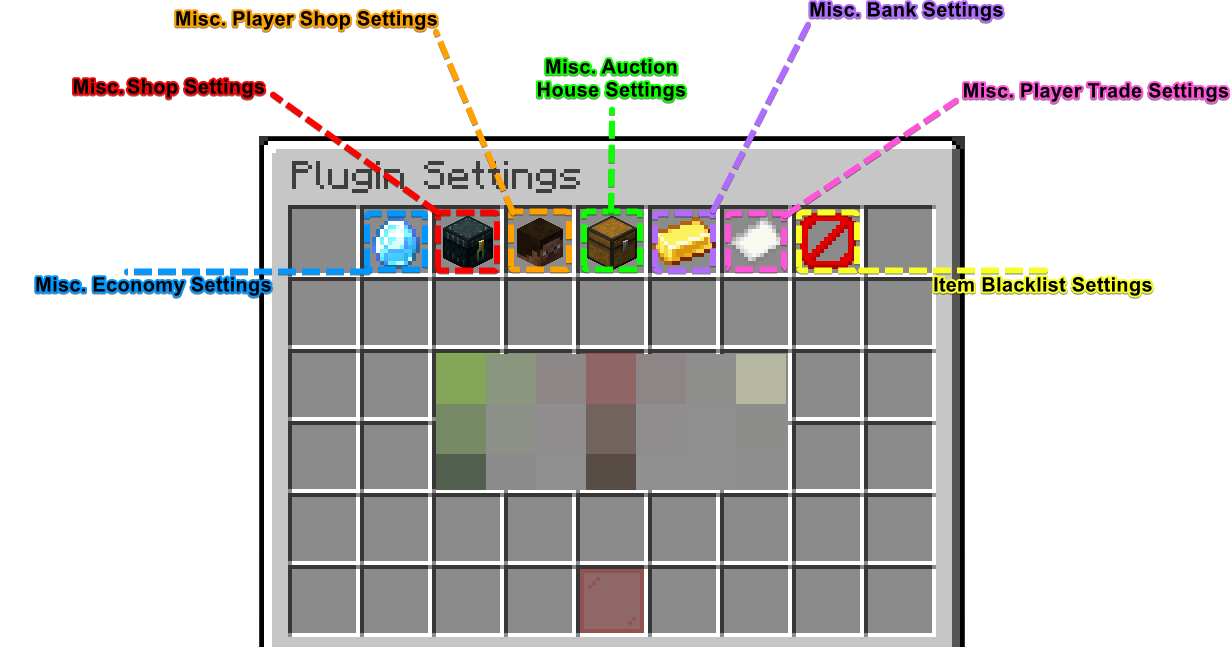 Misc. Bank Settings
Misc. Player Shop Settings
Misc. Auction
House Settings
Misc. Shop Settings
Misc. Player Trade Settings
Plugin Settings
Misc. Economy Settings
Item Blacklist Settings